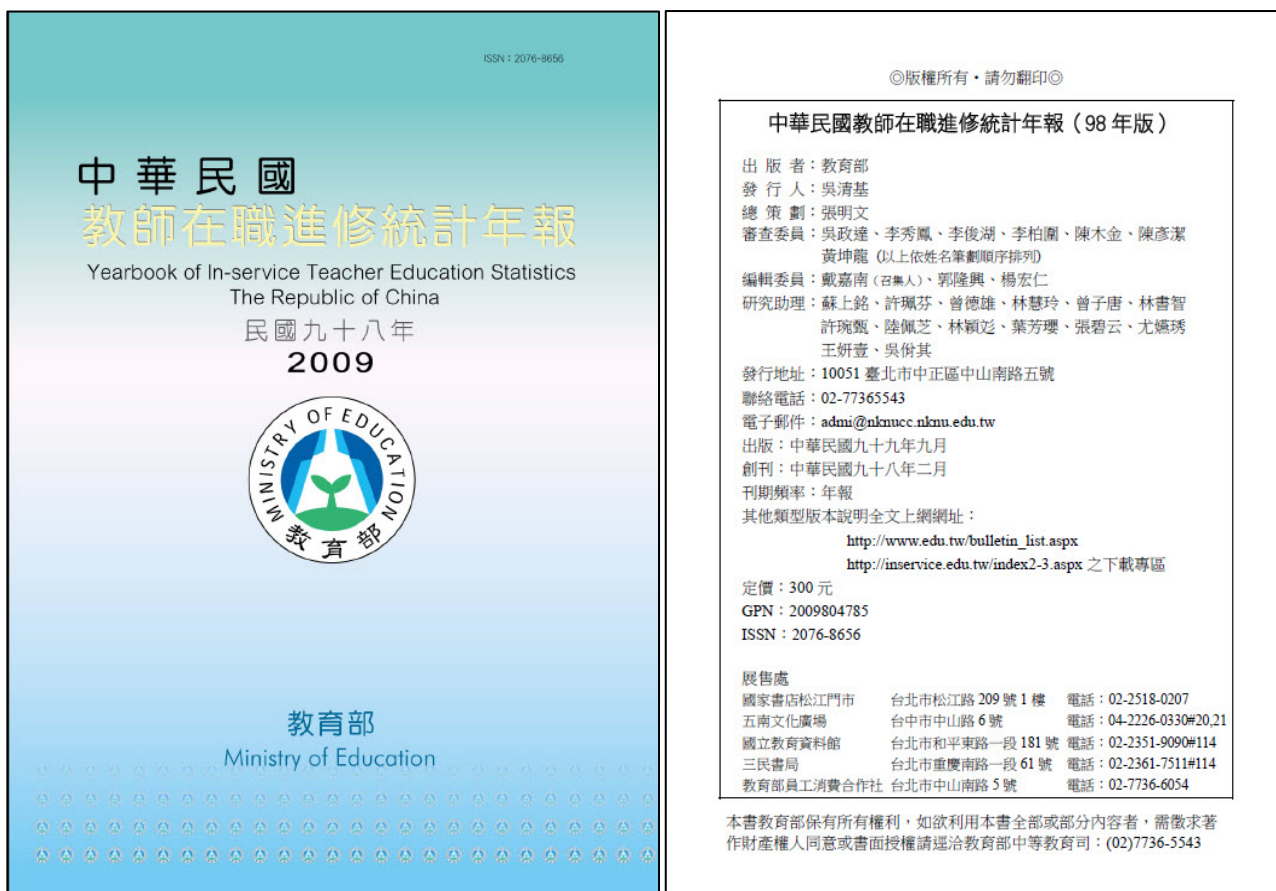 ISSN：2076-8656
中華民國
教師在職進修統計年報
Yearbook of In-service Teacher Education Statistics
The Republic of China
民國九十八年
2009
MINISTRY OF EDUCATION
教育部
教育部
Ministry of Education
◎版權所有・請勿翻印◎
中華民國教師在職進修統計年報（98 年版）
出 版 者：教育部
發 行 人：吳清基
總 策 劃：張明文
審查委員：吳政達、李秀鳳、李俊湖、李柏圍、陳木金、陳彥潔
黃坤龍 (以上依姓名筆劃順序排列)
編輯委員：戴嘉南（召集人）、郭隆興、楊宏仁
研究助理：蘇上銘、許珮芬、曾德雄、林慧玲、曾子唐、林書智
許琬甄、陸佩芝、林穎彣、葉芳瓔、張碧云、尤嬿琇
王妍壹、吳佾其
發行地址：10051 臺北市中正區中山南路五號
聯絡電話：02-77365543
電子郵件：admi@nknucc.nknu.edu.tw
出版：中華民國九十九年九月
創刊：中華民國九十八年二月
刊期頻率：年報
其他類型版本說明全文上網網址：
http://www.edu.tw/bulletin_list.aspx
http://inservice.edu.tw/index2-3.aspx 之下載專區
定價：300 元
GPN：2009804785
ISSN：2076-8656
展售處
國家書店松江門市 台北市松江路 209 號 1 樓 電話：02-2518-0207
五南文化廣場 台中市中山路 6 號 電話：04-2226-0330#20,21
國立教育資料館 台北市和平東路一段 181 號 電話：02-2351-9090#114
三民書局 台北市重慶南路一段 61 號 電話：02-2361-7511#114
教育部員工消費合作社 台北市中山南路 5 號 電話：02-7736-6054
本書教育部保有所有權利，如欲利用本書全部或部分內容者，需徵求著
作財產權人同意或書面授權請逕洽教育部中等教育司：(02)7736-5543